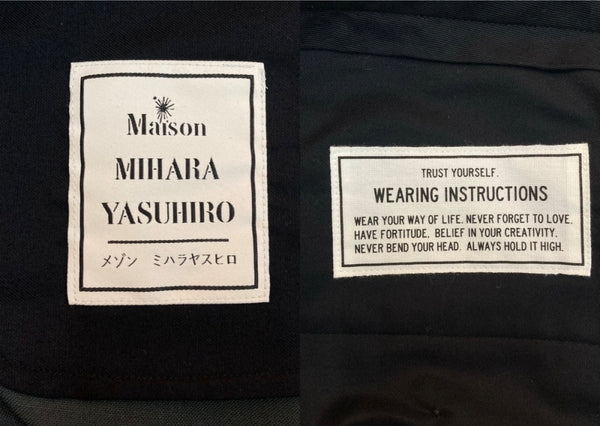 Maison
MIHARA
YASUHIRO
メゾン ミハラヤスヒロ
TRUST YOURSELF.
WEARING INSTRUCTIONS
WEAR YOUR WAY OF LIFE. NEVER FORGET TO LOVE.
HAVE FORTITUDE. BELIEF IN YOUR CREATIVITY.
NEVER BEND YOUR HEAD. ALWAYS HOLD IT HIGH.